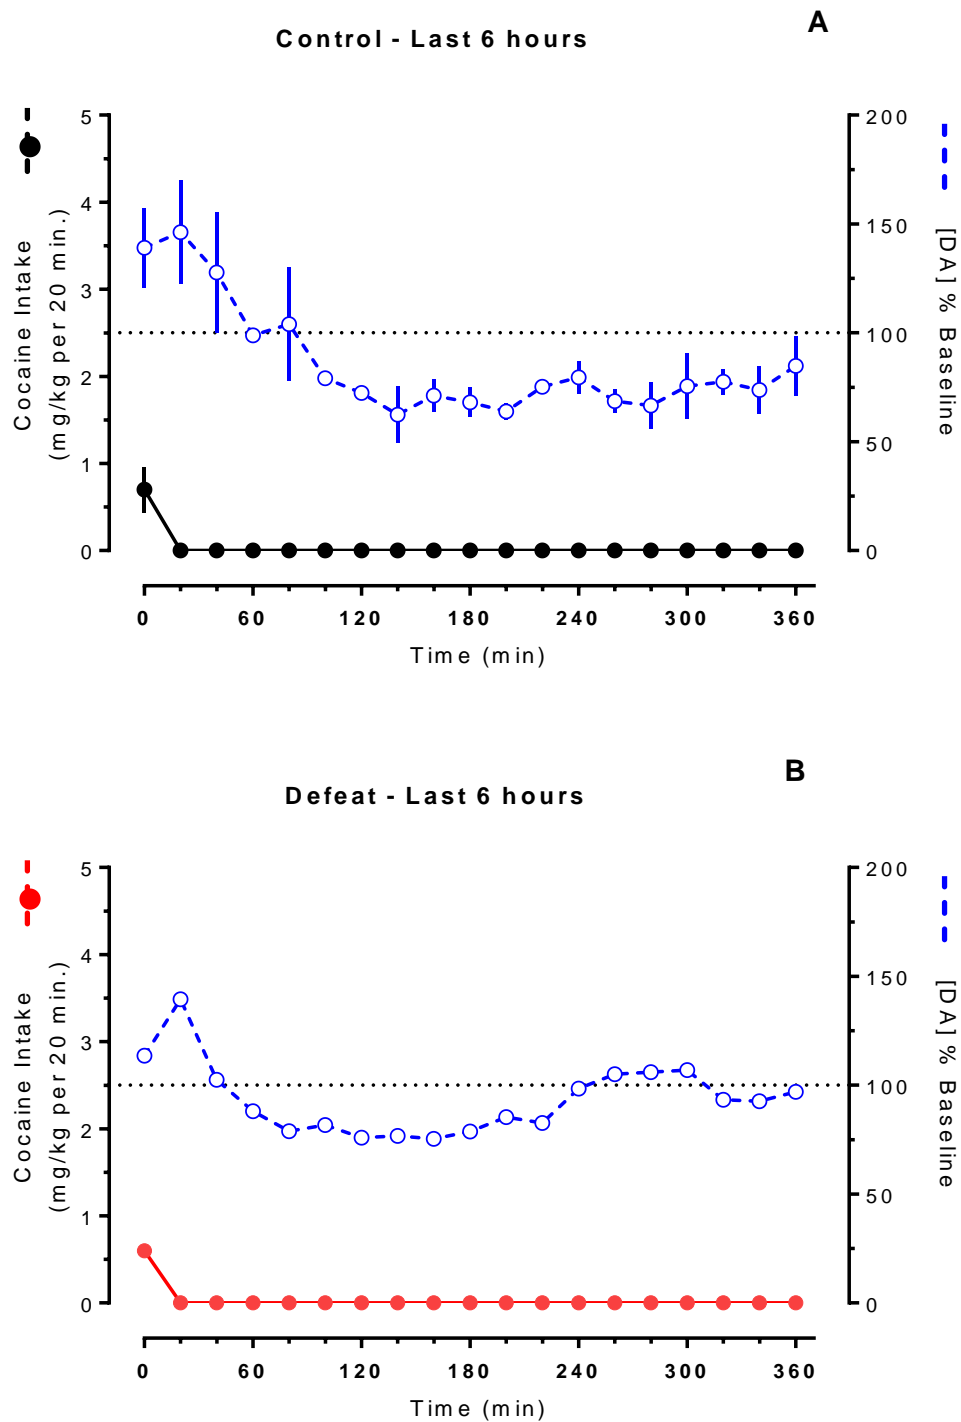 A
Control - Last 6 hours
Cocaine Intake
(mg/kg per 20 min.)
5
4
3
2
1
0
200
150
100
50
0
[DA] % Baseline
0 60 120 180 240 300 360
Time (min)
B
Defeat - Last 6 hours
Cocaine Intake
(mg/kg per 20 min.)
5
4
3
2
1
0
200
150
100
50
0
[DA] % Baseline
0 60 120 180 240 300 360
Time (min)